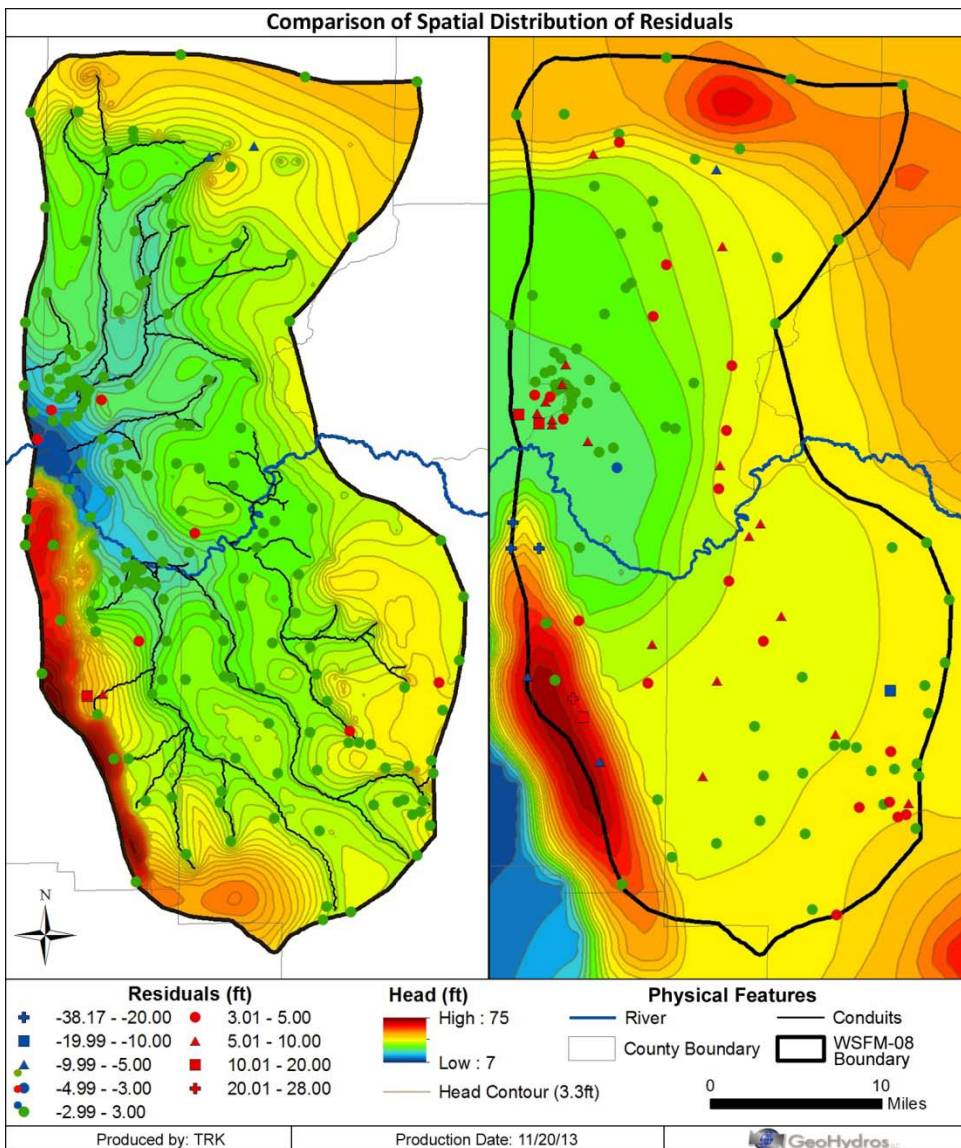 Comparison of Spatial Distribution of Residuals
N
Residuals (ft)
-38.17 - -20.00
-19.99 - -10.00
-9.99 - -5.00
-4.99 - -3.00
-2.99 - 3.00
3.01 - 5.00
5.01 - 10.00
10.01 - 20.00
20.01 - 28.00
Head (ft)
High : 75
Low : 7
Head Contour (3.3ft)
Physical Features
River
Conduits
County Boundary
WSFM-08
Boundary
0 10
Miles
Produced by: TRK
Production Date: 11/20/13
GeoHydros